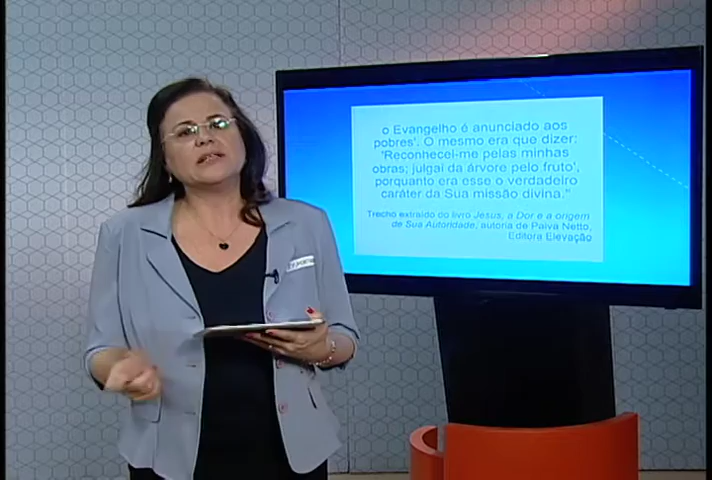 o Evangelho é anunciado aos
pobres'. O mesmo era que dizer:
'Reconhecei-me pelas minhas
obras; julgai da árvore pelo fruto',
porquanto era esse o verdadeiro
caráter da Sua missão divina."
Trecho extraído do livro Jesus, a Dor e a origem
de Sua Autoridade, autoria de Paiva Netto,
Editora Elevação